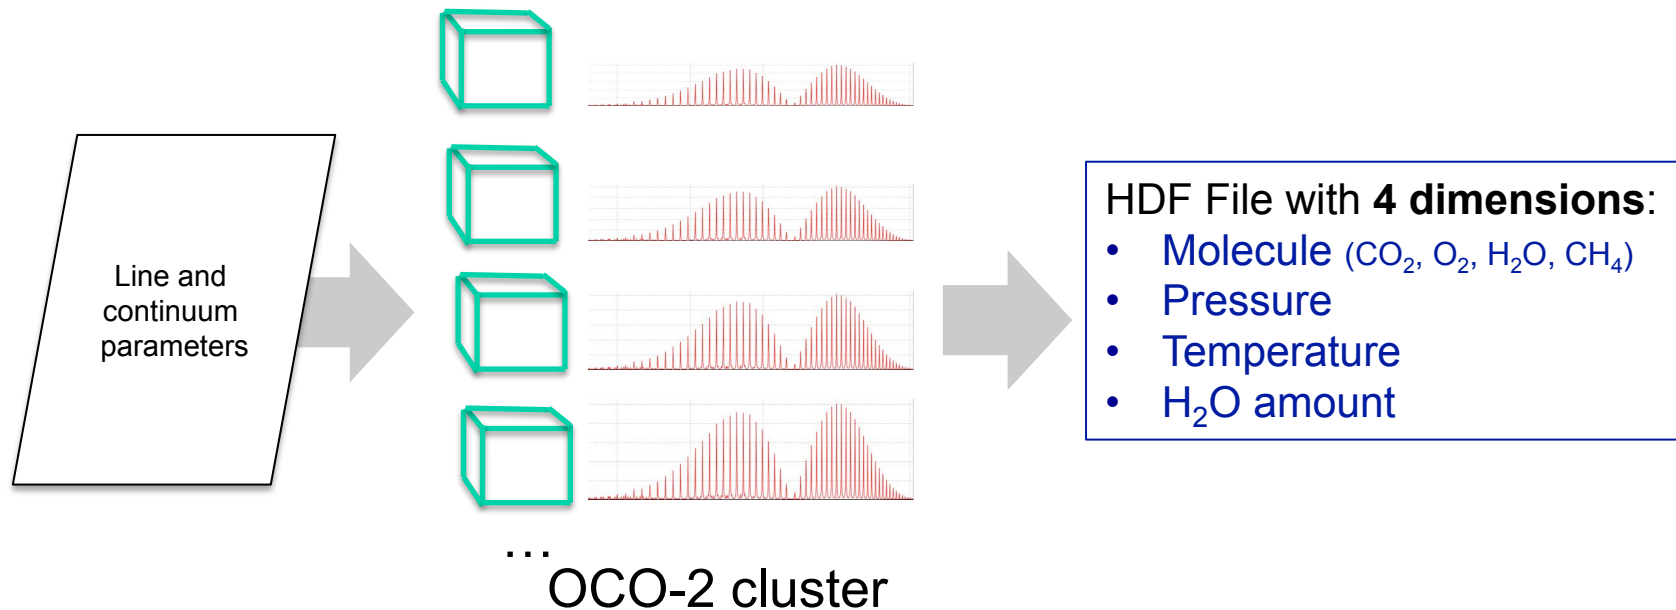 Line and
continuum
parameters
…
OCO-2 cluster
HDF File with 4 dimensions:
• Molecule (CO₂, O₂, H₂O, CH₄)
• Pressure
• Temperature
• H₂O amount